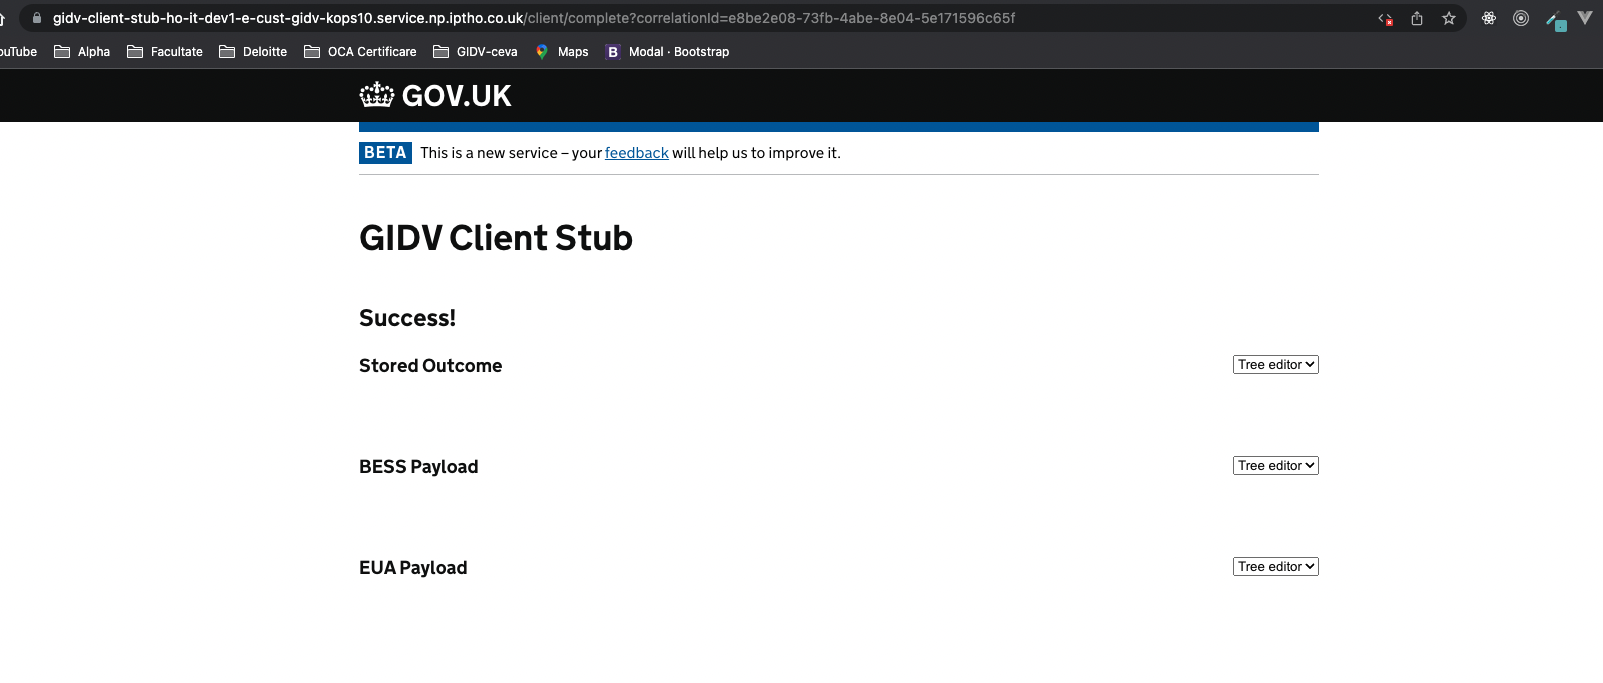 gidv-client-stub-ho-it-dev1-e-cust-gidv-kops10.service.np.iptho.co.uk/client/complete?correlationId=e8be2e08-73fb-4abe-8e04-5e171596c65f
ouTube Alpha Facultate Deloitte OCA Certificare GIDV-ceva Maps B Modal · Bootstrap
GOV.UK
BETA This is a new service – your feedback will help us to improve it.
GIDV Client Stub
Success!
Stored Outcome Tree editor
BESS Payload Tree editor
EUA Payload Tree editor